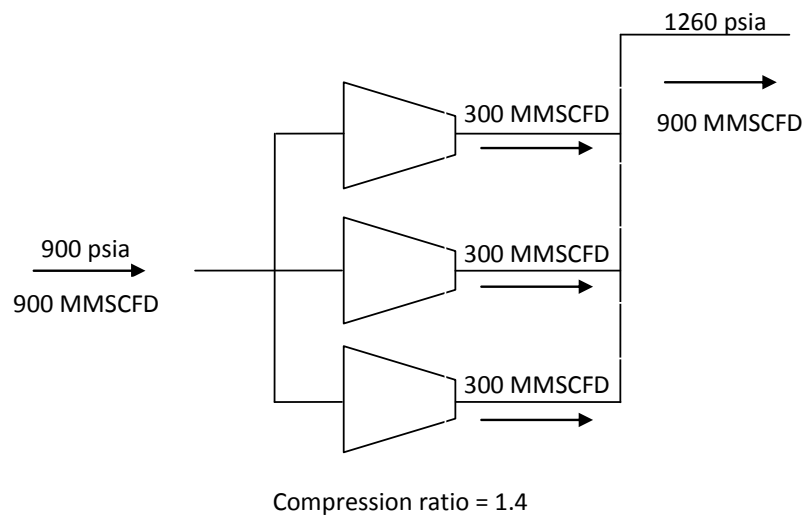 1260 psia
300 MMSCFD
900 MMSCFD
900 psia
300 MMSCFD
900 MMSCFD
300 MMSCFD
Compression ratio = 1.4